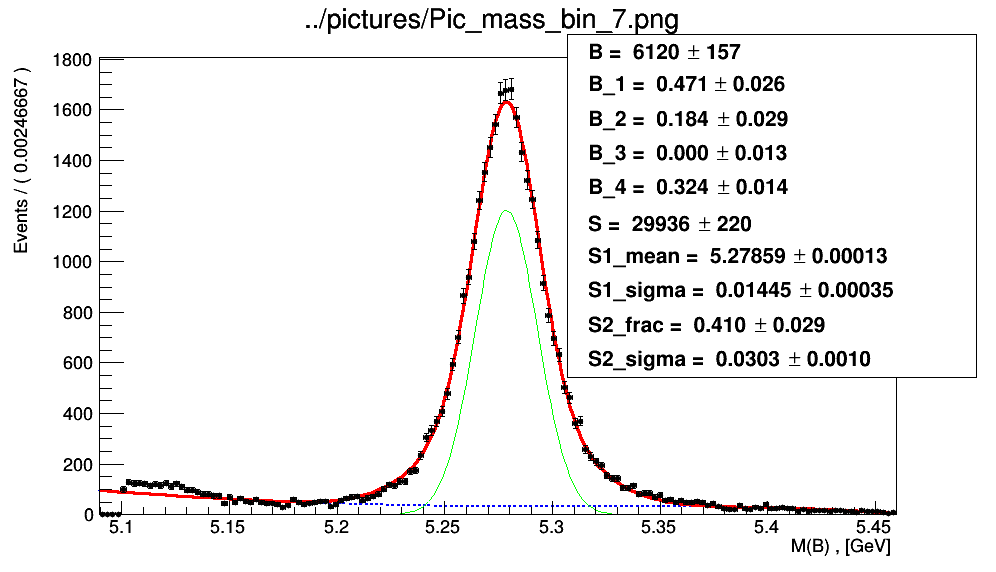 ../pictures/Pic_mass_bin_7.png
B = 6120 ± 157
B_1 = 0.471 ± 0.026
B_2 = 0.184 ± 0.029
B_3 = 0.000 ± 0.013
B_4 = 0.324 ± 0.014
S = 29936 ± 220
S1_mean = 5.27859 ± 0.00013
S1_sigma = 0.01445 ± 0.00035
S2_frac = 0.410 ± 0.029
S2_sigma = 0.0303 ± 0.0010
Events / ( 0.00246667 )
1800
1600
1400
1200
1000
800
600
400
200
0
5.1 5.15 5.2 5.25 5.3 5.35 5.4 5.45
M(B) , [GeV]